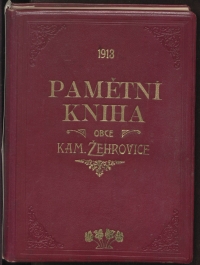 1913
PAMĚTNÍ
KNIHA
OBCE
KAM. ŽEHROVICE